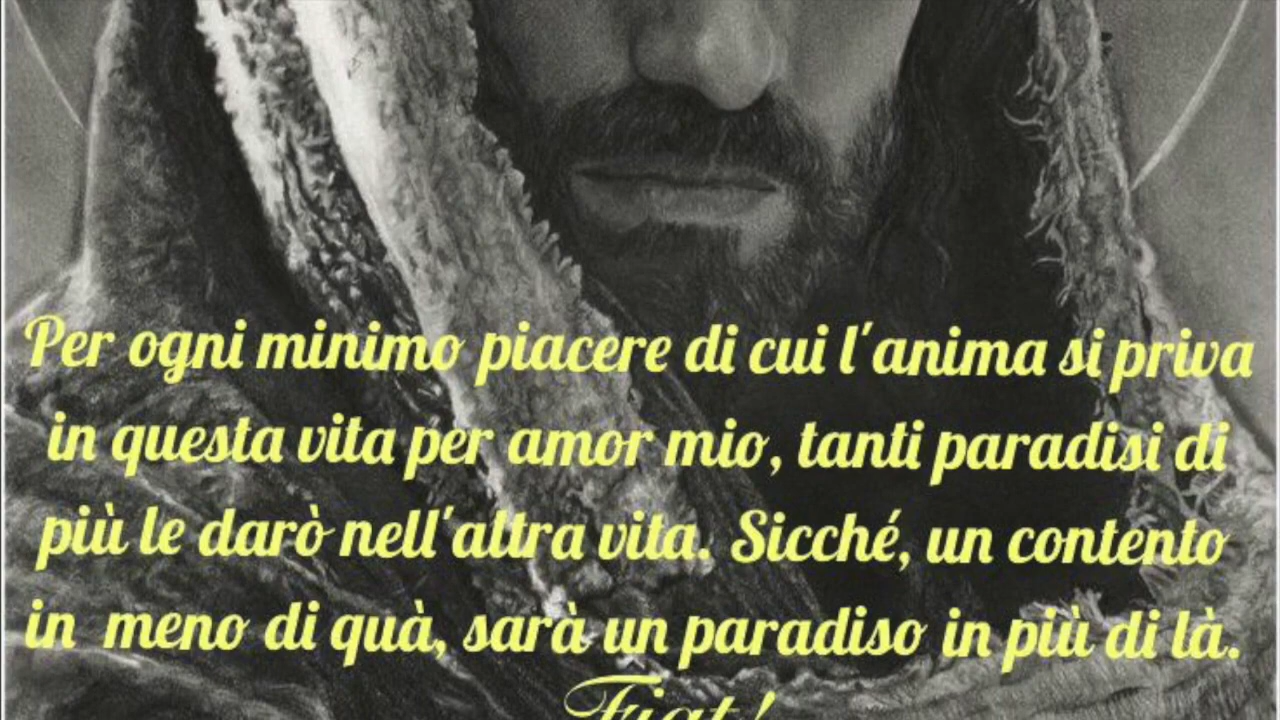 Per ogni minimo piacere di cui l'anima si priva
in questa vita per amor mio, tanti paradisi di
più le darò nell'altra vita. Sicché, un contento
in meno di quà, sarà un paradiso in più di là.
Fiat!